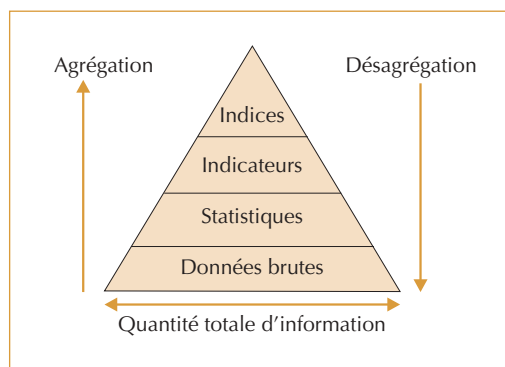 Agrégation
Désagrégation
Indices
Indicateurs
Statistiques
Données brutes
Quantité totale d’information